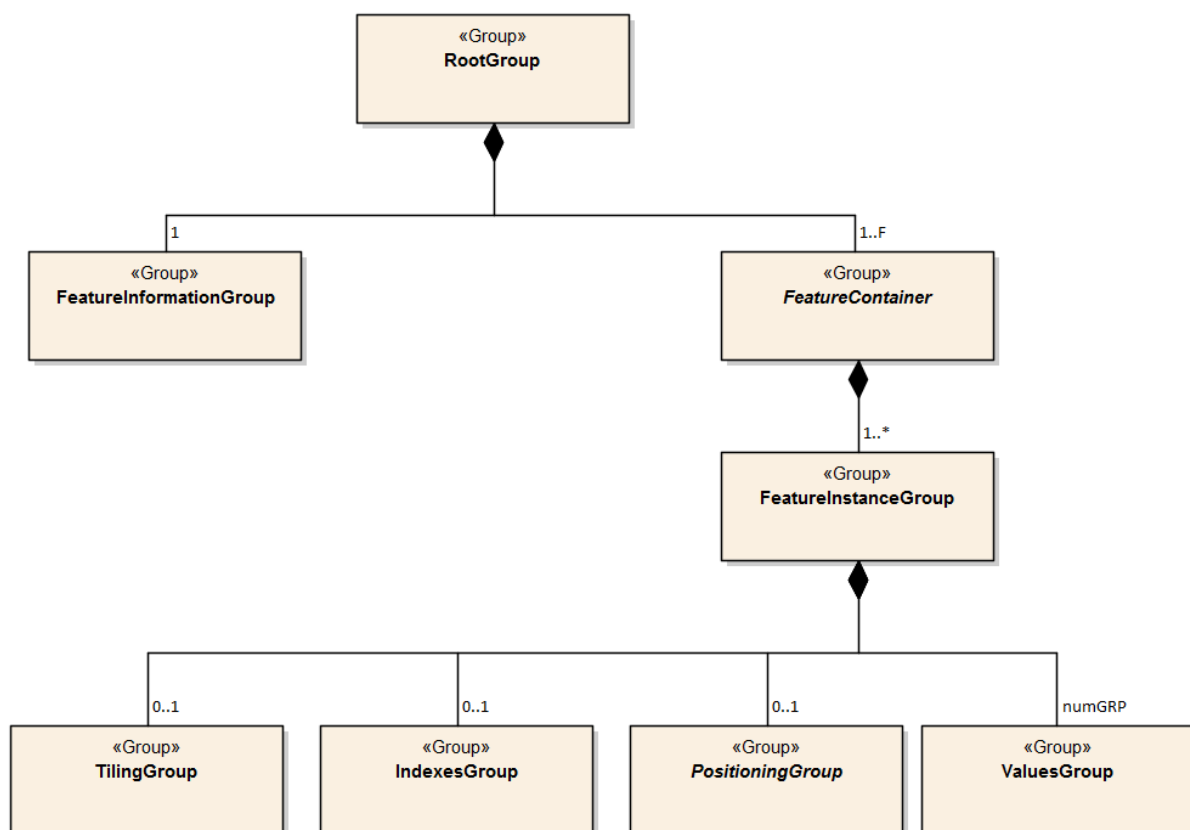 «Group»
RootGroup
1
1..F
«Group»
FeatureInformationGroup
«Group»
FeatureContainer
1..*
«Group»
FeatureInstanceGroup
0..1
0..1
0..1
numGRP
«Group»
TilingGroup
«Group»
IndexesGroup
«Group»
PositioningGroup
«Group»
ValuesGroup